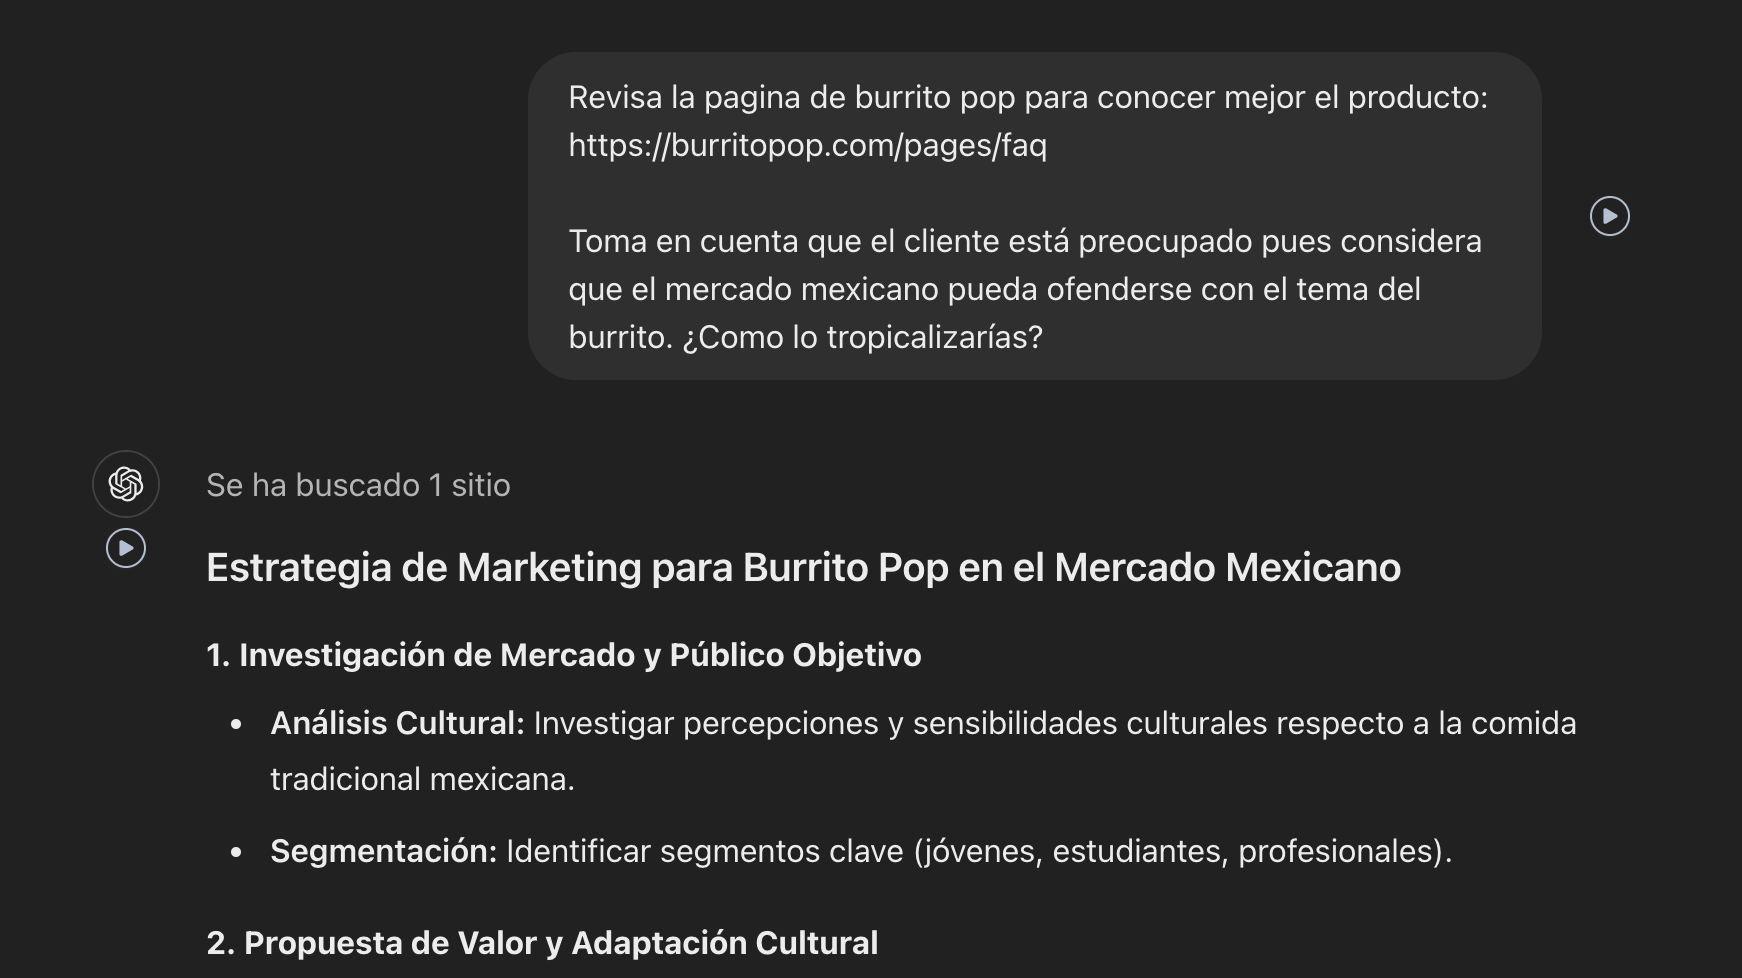 Revisa la pagina de burrito pop para conocer mejor el producto:
https://burritopop.com/pages/faq
Toma en cuenta que el cliente está preocupado pues considera
que el mercado mexicano pueda ofenderse con el tema del
burrito. ¿Como lo tropicalizarías?
Se ha buscado 1 sitio
Estrategia de Marketing para Burrito Pop en el Mercado Mexicano
1. Investigación de Mercado y Público Objetivo
• Análisis Cultural: Investigar percepciones y sensibilidades culturales respecto a la comida
tradicional mexicana.
• Segmentación: Identificar segmentos clave (jóvenes, estudiantes, profesionales).
2. Propuesta de Valor y Adaptación Cultural